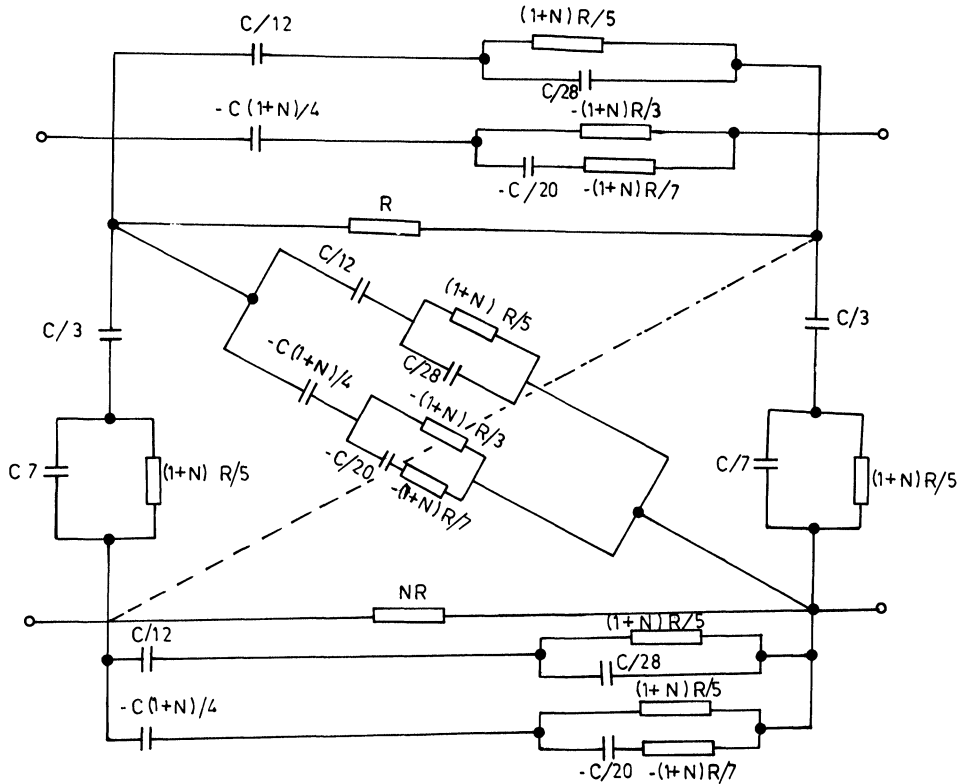 (1+N)R/5
C/12
C/28
-C(1+N)/4
-(1+N)R/3
-C/20
-(1+N)R/7
R
C/12
(1+N) R/5
C/3
C/3
C/28
-C(1+N)/4
-(1+N)/R/3
-C/20
-(1+N)R/7
C7
(1+N) R/5
C/7
(1+N)R/5
NR
(1+N)R/5
C/12
C/28
(1+N)R/5
-C(1+N)/4
-C/20
-(1+N)R/7